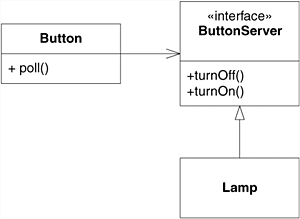 Button
+ poll()
«interface»
ButtonServer
+turnOff()
+turnOn()
Lamp